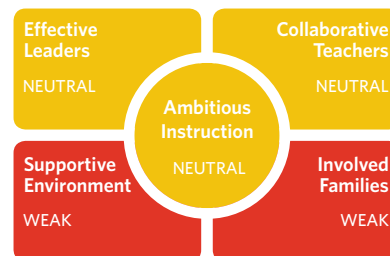 Effective
Leaders
NEUTRAL
Collaborative
Teachers
NEUTRAL
Ambitious
Instruction
NEUTRAL
Supportive
Environment
WEAK
Involved
Families
WEAK